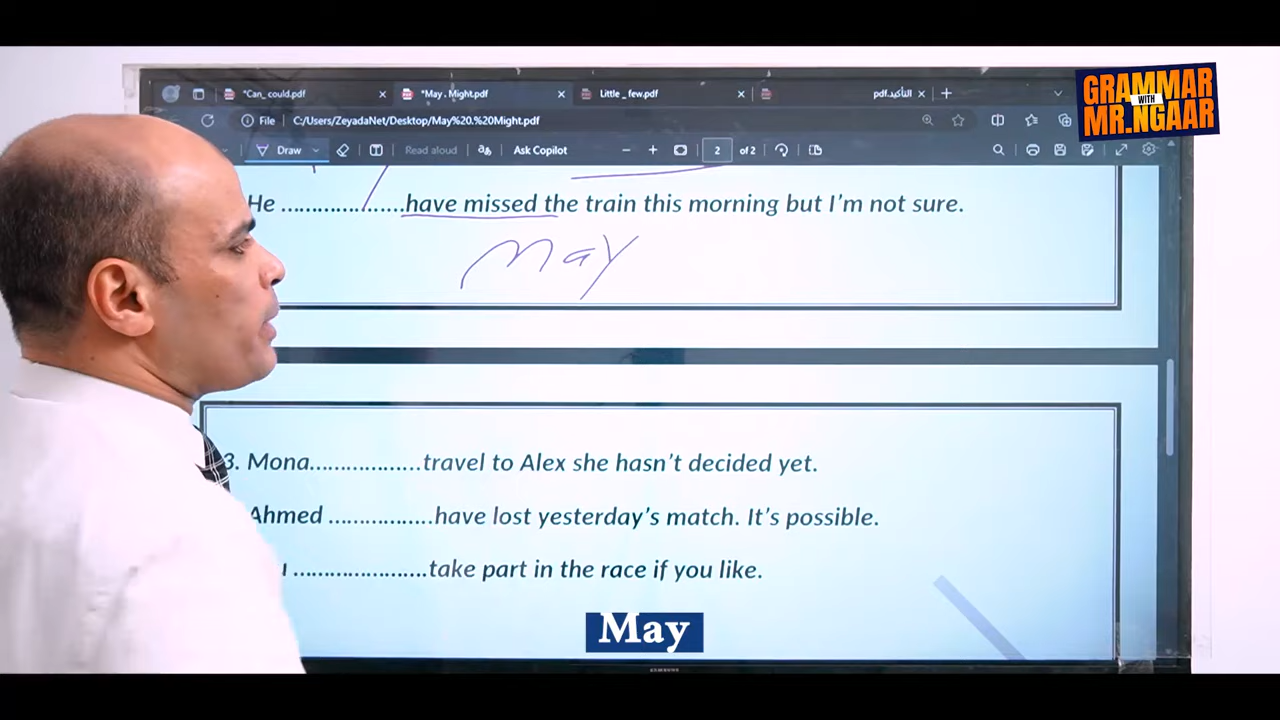 *Can_ could.pdf
*May . Might.pdf
Little _ few.pdf
التأكيد.pdf
File
C:/Users/ZeyadaNet/Desktop/May%20.%20Might.pdf
Draw
Read aloud
Ask Copilot
2
of 2
GRAMMAR
WITH
MR.NGAAR
He .....................have missed the train this morning but I'm not sure.
May
3. Mona..................travel to Alex she hasn't decided yet.
Ahmed .................have lost yesterday's match. It's possible.
......................take part in the race if you like.
May
SAMSUNG